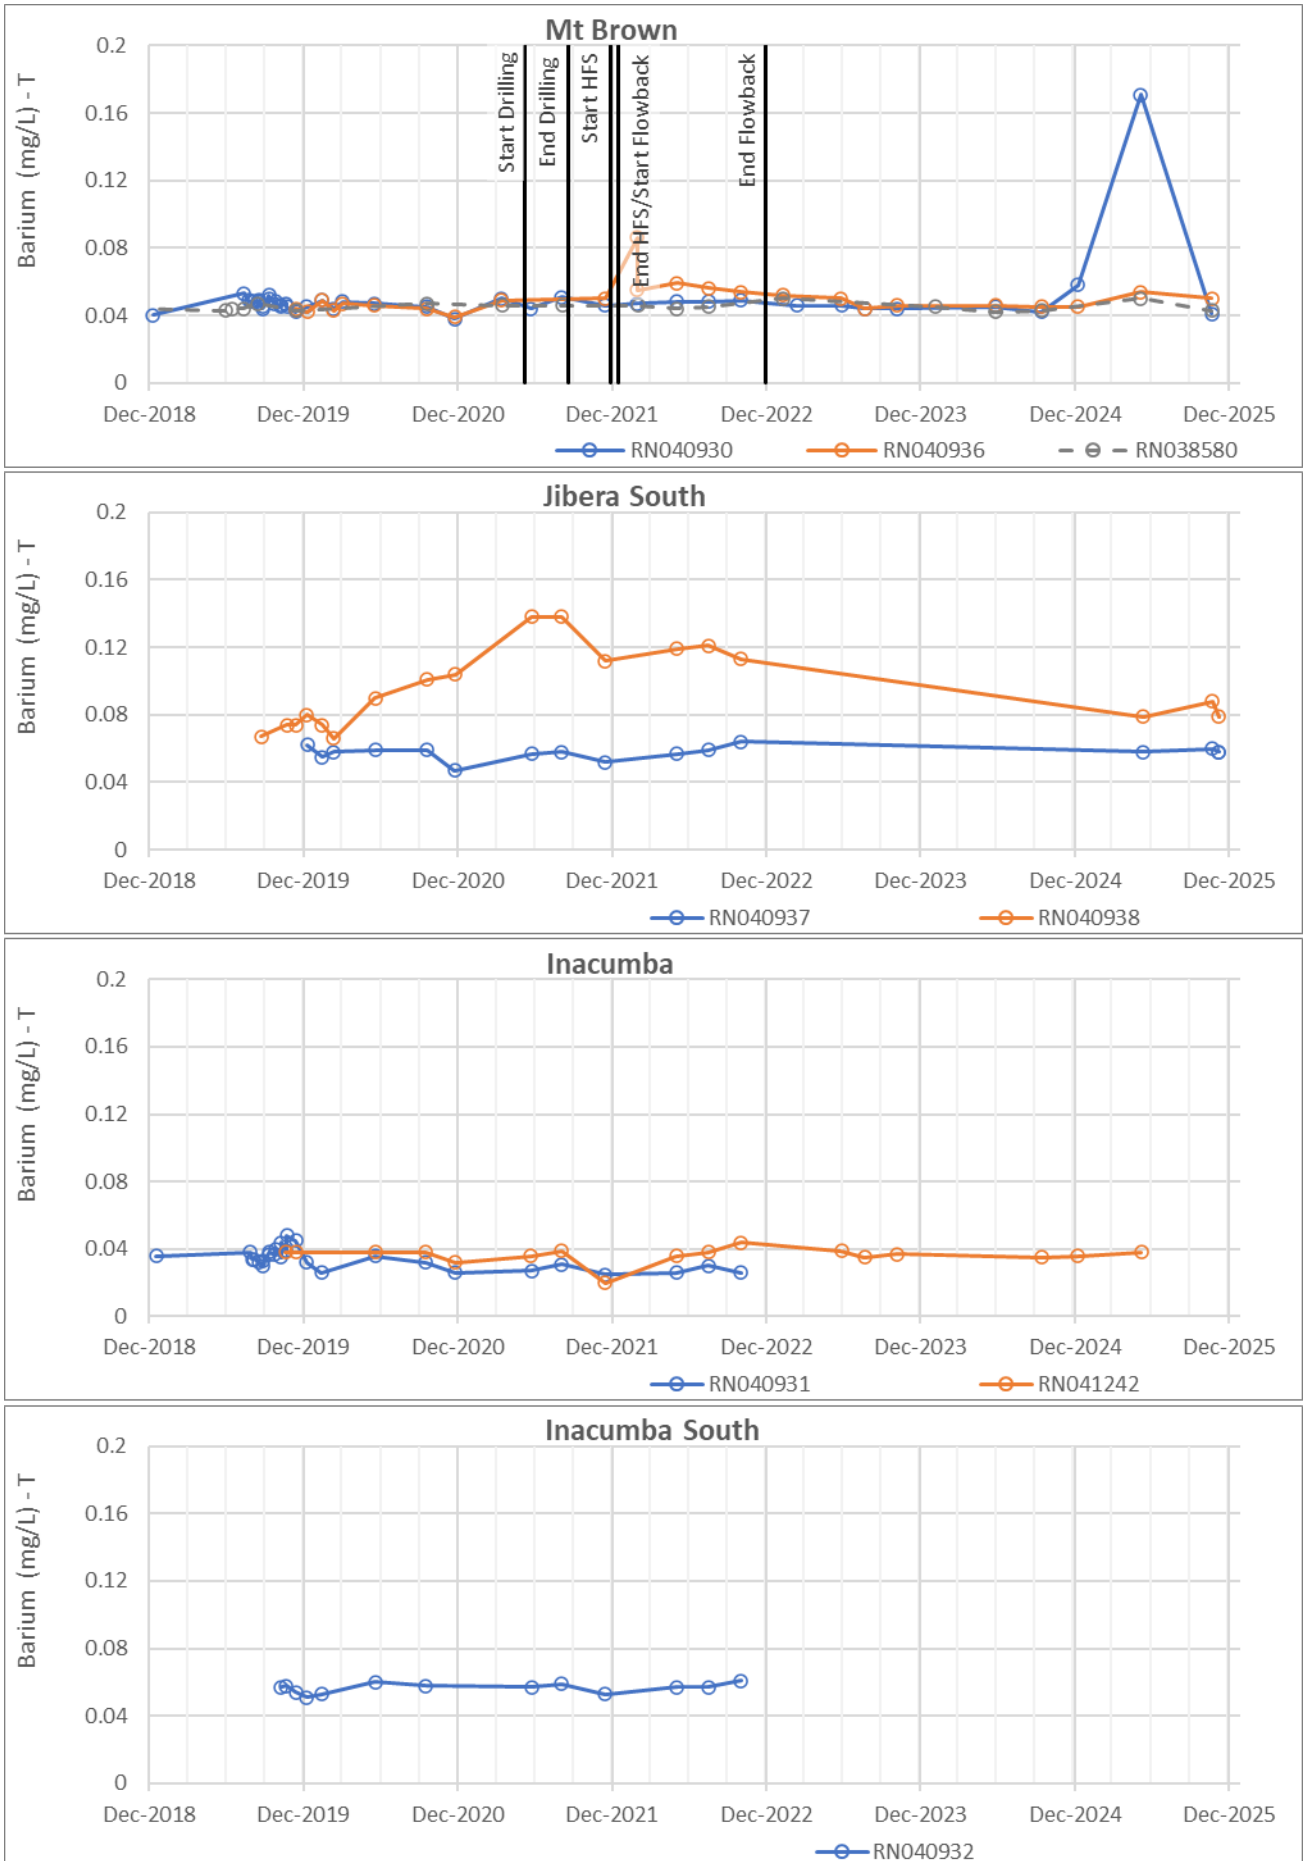 Mt Brown
Barium (mg/L) - T
0.2
0.16
0.12
0.08
0.04
0
Start Drilling
End Drilling
Start HFS
End HFS/Start Flowback
End Flowback
Dec-2018 Dec-2019 Dec-2020 Dec-2021 Dec-2022 Dec-2023 Dec-2024 Dec-2025
RN040930 RN040936 RN038580
Jibera South
Barium (mg/L) - T
0.2
0.16
0.12
0.08
0.04
0
Dec-2018 Dec-2019 Dec-2020 Dec-2021 Dec-2022 Dec-2023 Dec-2024 Dec-2025
RN040937 RN040938
Inacumba
Barium (mg/L) - T
0.2
0.16
0.12
0.08
0.04
0
Dec-2018 Dec-2019 Dec-2020 Dec-2021 Dec-2022 Dec-2023 Dec-2024 Dec-2025
RN040931 RN041242
Inacumba South
Barium (mg/L) - T
0.2
0.16
0.12
0.08
0.04
0
Dec-2018 Dec-2019 Dec-2020 Dec-2021 Dec-2022 Dec-2023 Dec-2024 Dec-2025
RN040932